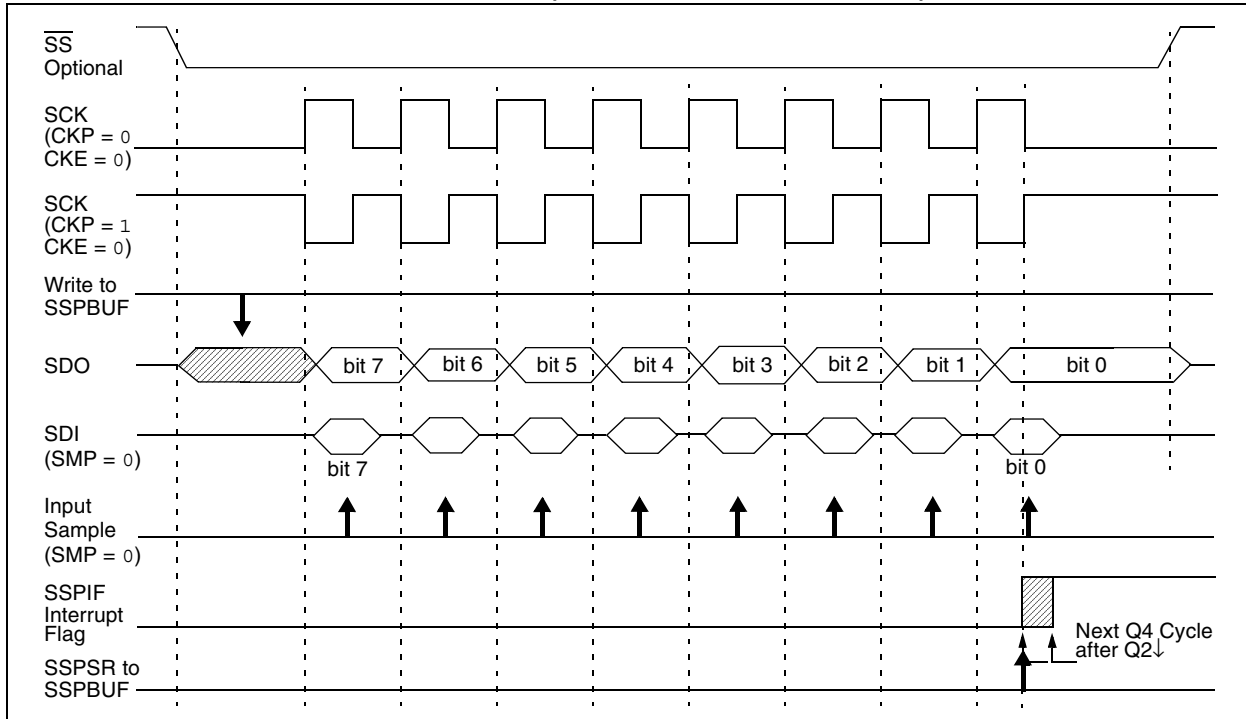 SS
Optional
SCK
(CKP = 0
CKE = 0)
SCK
(CKP = 1
CKE = 0)
Write to
SSPBUF
SDO
bit 7 bit 6 bit 5 bit 4 bit 3 bit 2 bit 1 bit 0
SDI
(SMP = 0)
bit 7 bit 0
Input
Sample
(SMP = 0)
SSPIF
Interrupt
Flag
Next Q4 Cycle
after Q2↓
SSPSR to
SSPBUF